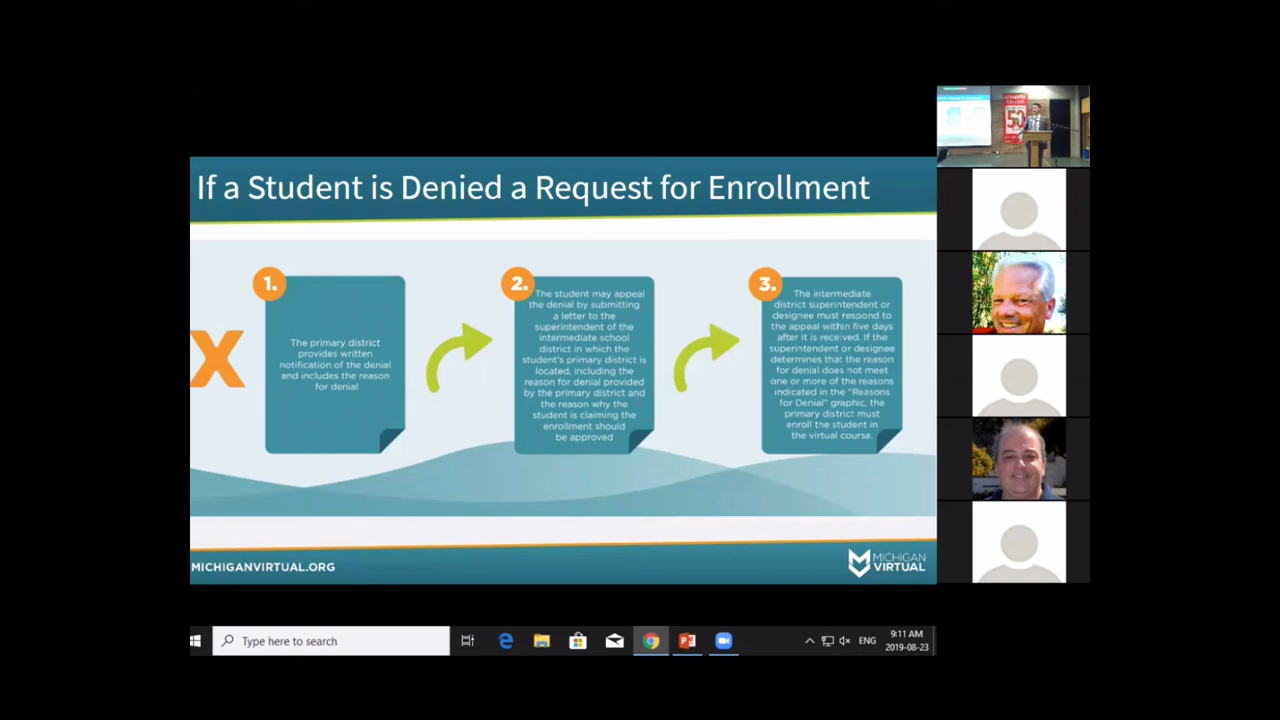 If a Student is Denied a Request for Enrollment
1.
The primary district
provides written
notification of the denial
and includes the reason
for denial
2.
The student may appeal
the denial by submitting
a letter to the
superintendent of the
intermediate school
district in which the
student's primary district is
located, including the
reason for denial provided
by the primary district and
the reason why the
student is claiming the
enrollment should
be approved
3.
The intermediate
district superintendent or
designee must respond to
the appeal within five days
after it is received. If the
superintendent or designee
determines that the reason
for denial does not meet
one or more of the reasons
indicated in the “Reasons
for Denial” graphic, the
primary district must
enroll the student in
the virtual course.
X
MICHIGANVIRTUAL.ORG
MICHIGAN
VIRTUAL
50
Type here to search
ENG
9:11 AM
2019-08-23